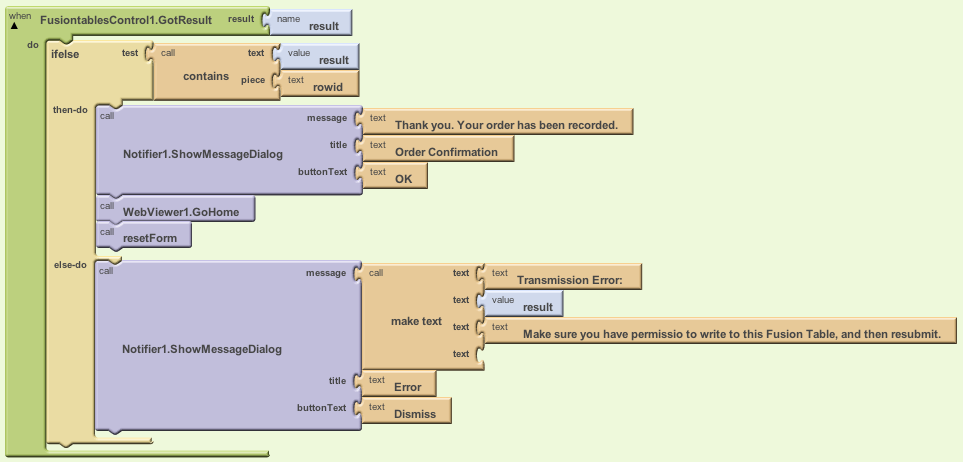 when FusiontablesControl1.GotResult result name result
do ifelse test call contains text value result
piece text rowid
then-do call Notifier1.ShowMessageDialog message text Thank you. Your order has been recorded.
title text Order Confirmation
buttonText text OK
call WebViewer1.GoHome
call resetForm
else-do call Notifier1.ShowMessageDialog message call make text text text Transmission Error:
text value result
text text Make sure you have permissio to write to this Fusion Table, and then resubmit.
text
title text Error
buttonText text Dismiss